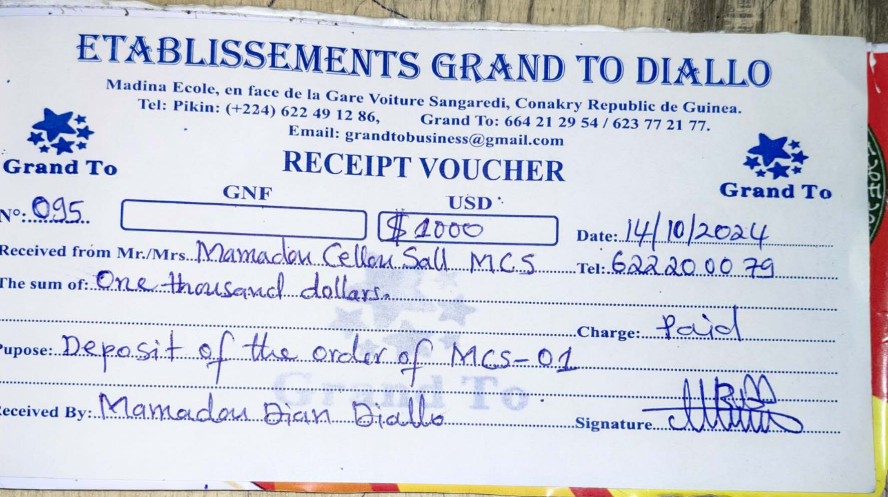 ETABLISSEMENTS GRAND TO DIALLO
Madina Ecole, en face de la Gare Voiture Sangaredi, Conakry Republic de Guinea.
Tel: Pikin: (+224) 622 49 12 86, Grand To: 664 21 29 54 / 623 77 21 77.
Email: grandtobusiness@gmail.com
Grand To
RECEIPT VOUCHER
Grand To
GNF USD
N°: 095 $ 1000 Date: 14/10/2024
Received from Mr./Mrs. Mamadou Cellou Sall MCS Tel: 622 20 00 79
The sum of: One thousand dollars.
Charge: Paid
Pupose: Deposit of the order of MCS-01
Grand To
Received By: Mamadou Dian Diallo Signature